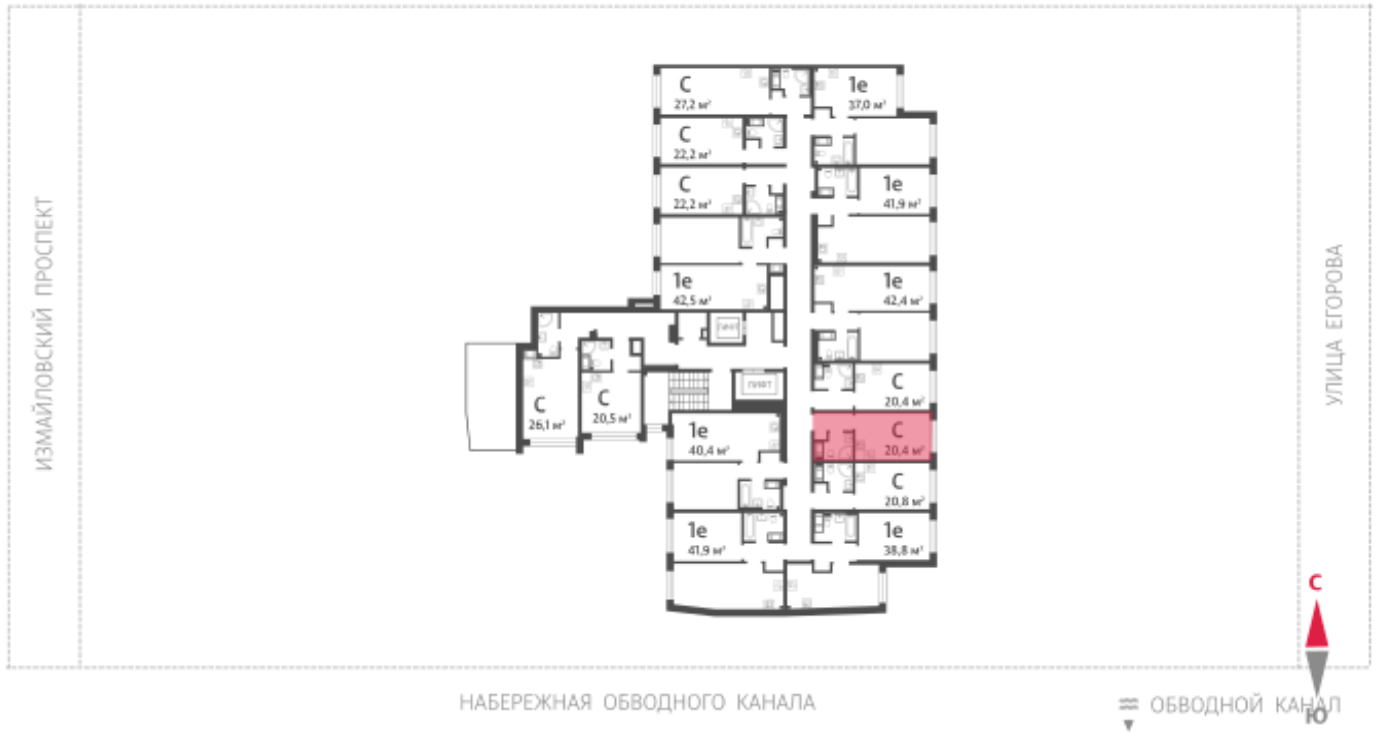 ИЗМАЙЛОВСКИЙ ПРОСПЕКТ
С
27,2 м²
1е
37,0 м²
С
22,2 м²
С
22,2 м²
1е
41,9 м²
1е
42,5 м²
1е
42,4 м²
ЛИФТ
ЛИФТ
С
26,1 м²
С
20,5 м²
С
20,4 м²
1е
40,4 м²
С
20,4 м²
С
20,8 м²
1е
41,9 м²
1е
38,8 м²
УЛИЦА ЕГОРОВА
С
Ю
НАБЕРЕЖНАЯ ОБВОДНОГО КАНАЛА
ОБВОДНОЙ КАНАЛ